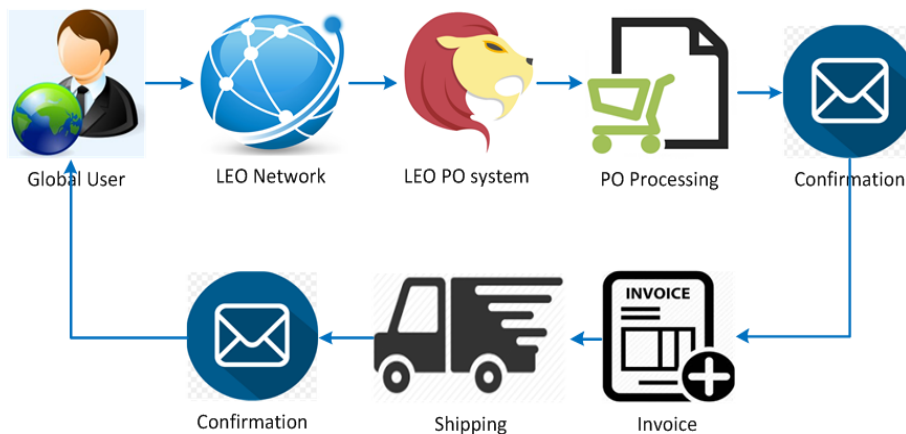 Global User
LEO Network
LEO PO system
PO Processing
Confirmation
INVOICE
Confirmation
Shipping
Invoice